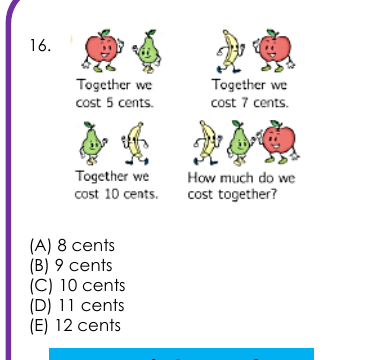 16.
Together we
cost 5 cents.
Together we
cost 7 cents.
Together we
cost 10 cents.
How much do we
cost together?
(A) 8 cents
(B) 9 cents
(C) 10 cents
(D) 11 cents
(E) 12 cents